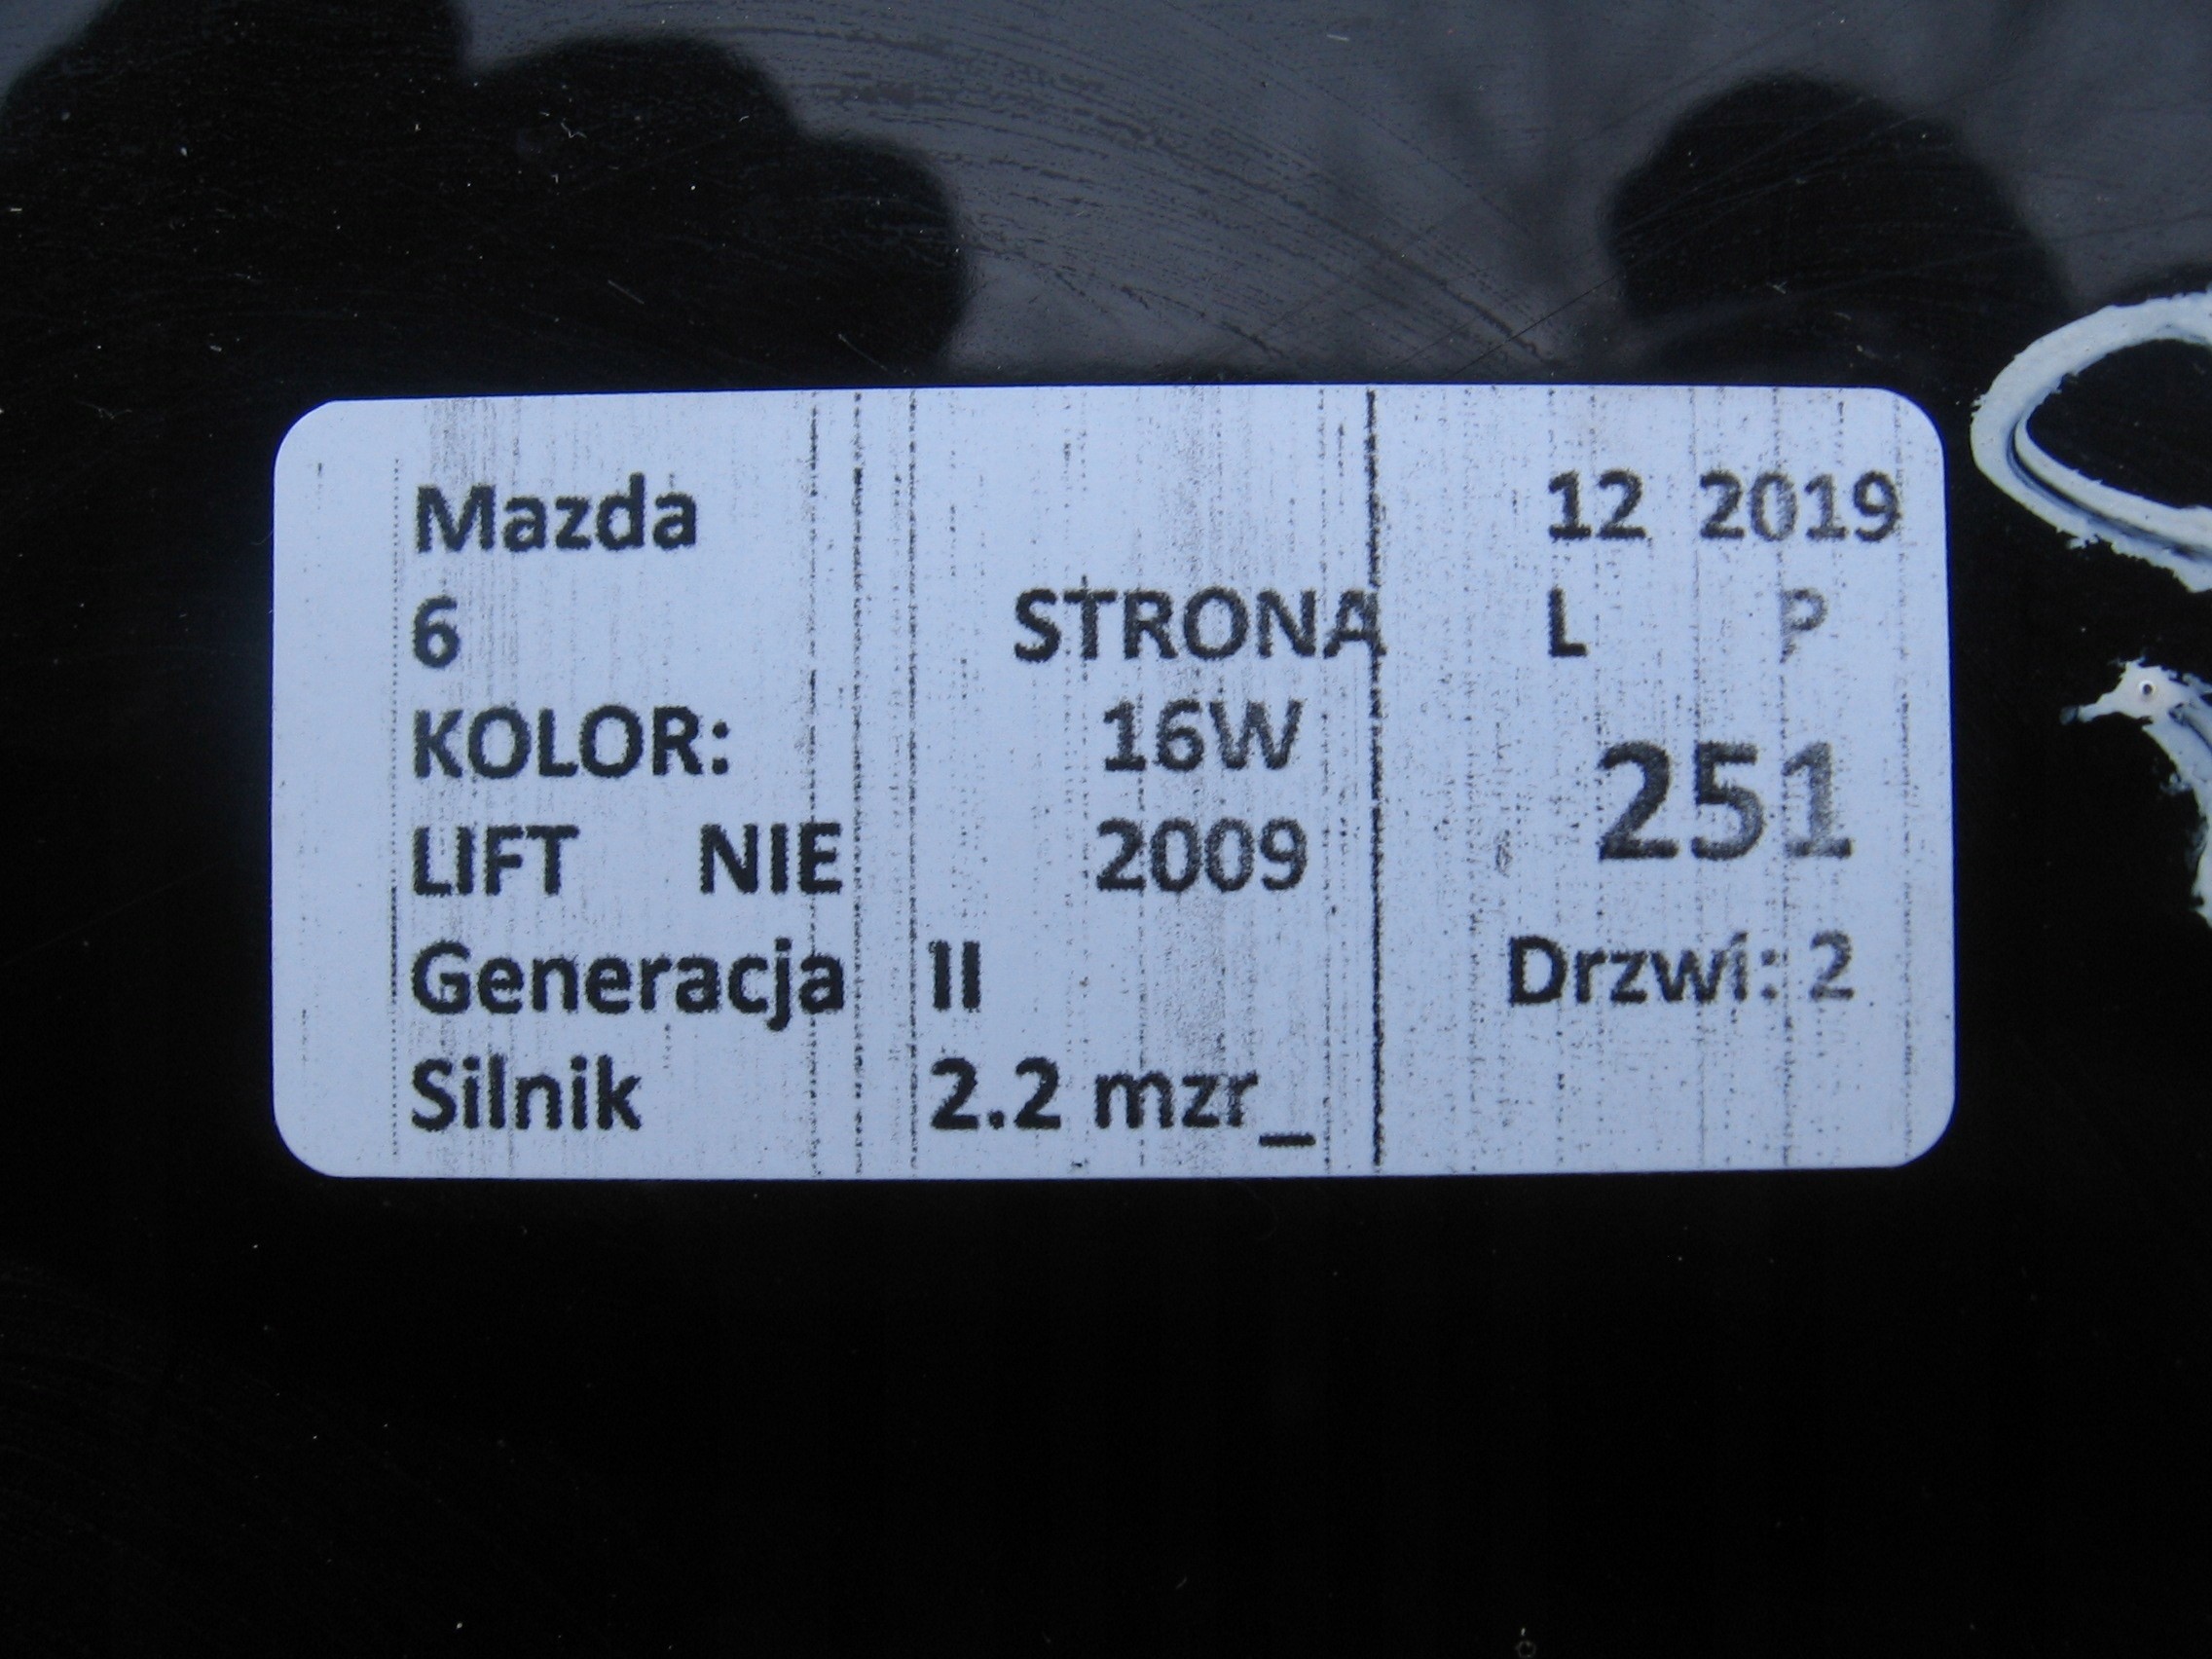 Mazda 12 2019
6 STRONA L P
KOLOR: 16W
251
LIFT NIE 2009
Generacja II Drzwi: 2
Silnik 2.2 mzr_